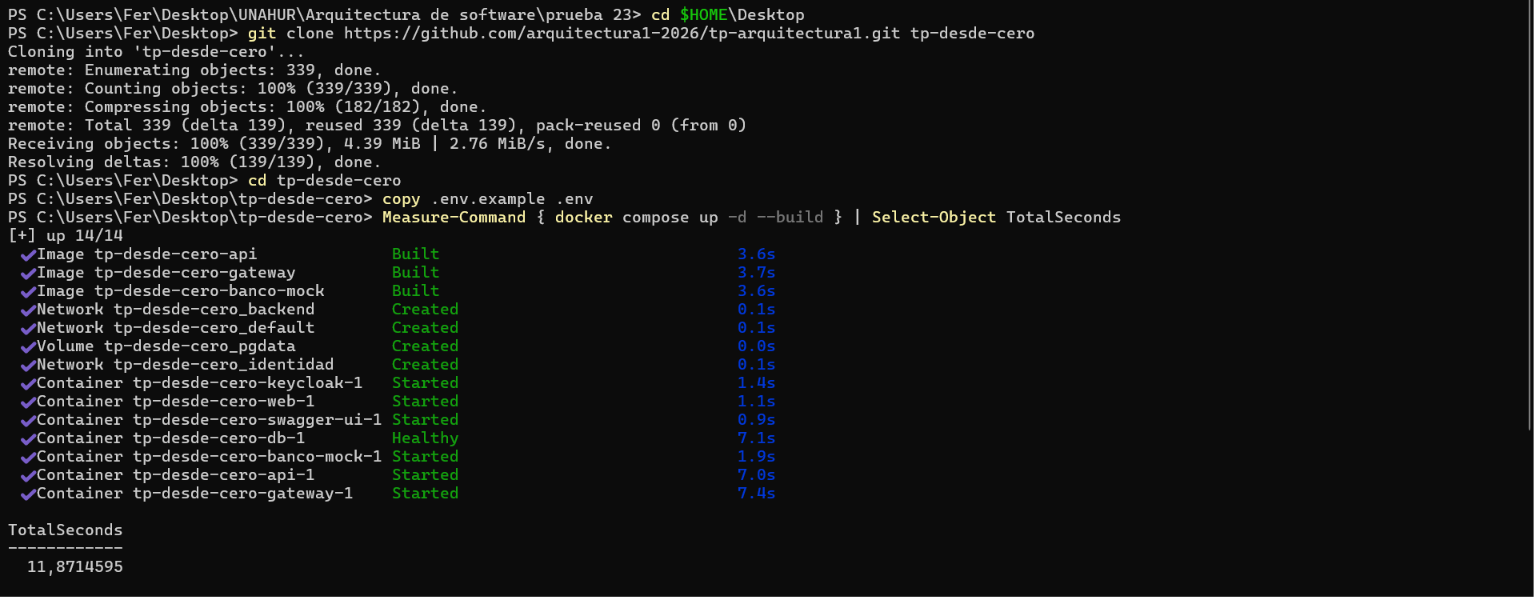 PS C:\Users\Fer\Desktop\UNAHUR\Arquitectura de software\prueba 23> cd $HOME\Desktop
PS C:\Users\Fer\Desktop> git clone https://github.com/arquitectura1-2026/tp-arquitectura1.git tp-desde-cero
Cloning into 'tp-desde-cero'...
remote: Enumerating objects: 339, done.
remote: Counting objects: 100% (339/339), done.
remote: Compressing objects: 100% (182/182), done.
remote: Total 339 (delta 139), reused 339 (delta 139), pack-reused 0 (from 0)
Receiving objects: 100% (339/339), 4.39 MiB | 2.76 MiB/s, done.
Resolving deltas: 100% (139/139), done.
PS C:\Users\Fer\Desktop> cd tp-desde-cero
PS C:\Users\Fer\Desktop\tp-desde-cero> copy .env.example .env
PS C:\Users\Fer\Desktop\tp-desde-cero> Measure-Command { docker compose up -d --build } | Select-Object TotalSeconds
[+] up 14/14
✔Image tp-desde-cero-api Built 3.6s
✔Image tp-desde-cero-gateway Built 3.7s
✔Image tp-desde-cero-banco-mock Built 3.6s
✔Network tp-desde-cero_backend Created 0.1s
✔Network tp-desde-cero_default Created 0.1s
✔Volume tp-desde-cero_pgdata Created 0.0s
✔Network tp-desde-cero_identidad Created 0.1s
✔Container tp-desde-cero-keycloak-1 Started 1.4s
✔Container tp-desde-cero-web-1 Started 1.1s
✔Container tp-desde-cero-swagger-ui-1 Started 0.9s
✔Container tp-desde-cero-db-1 Healthy 7.1s
✔Container tp-desde-cero-banco-mock-1 Started 1.9s
✔Container tp-desde-cero-api-1 Started 7.0s
✔Container tp-desde-cero-gateway-1 Started 7.4s
TotalSeconds
------------
11,8714595